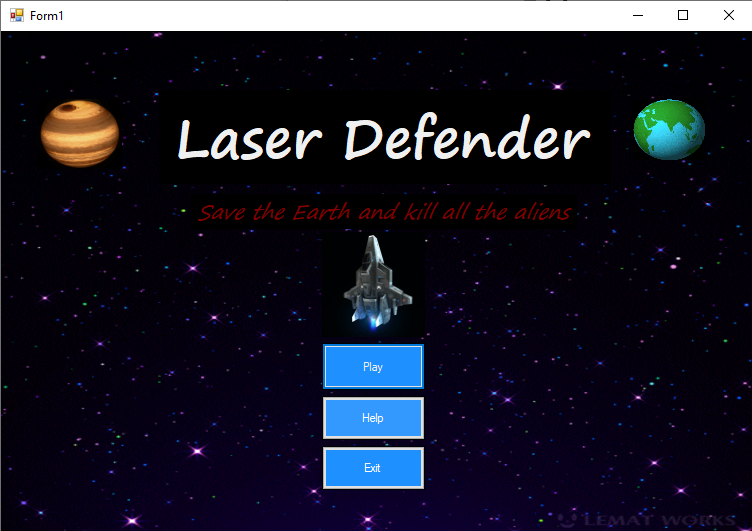 Form1
Laser Defender
Save the Earth and kill all the aliens
Play
Help
Exit
LEMAT WORKS